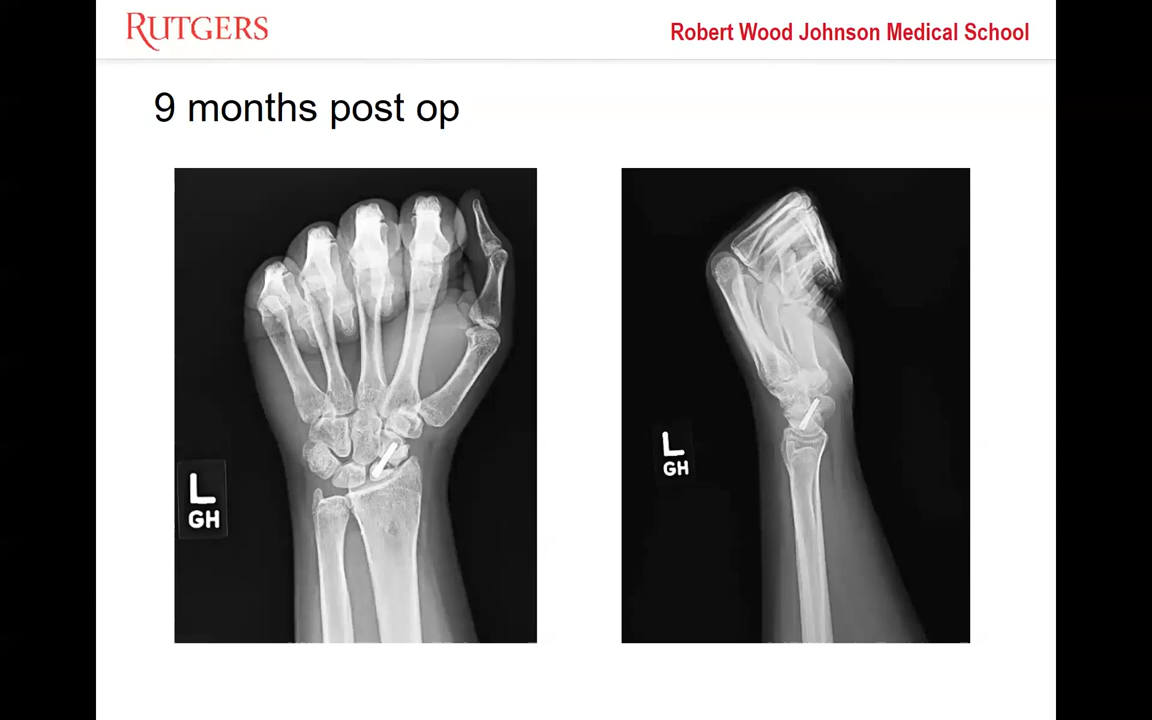 RUTGERS
Robert Wood Johnson Medical School
9 months post op
L
GH
L
GH